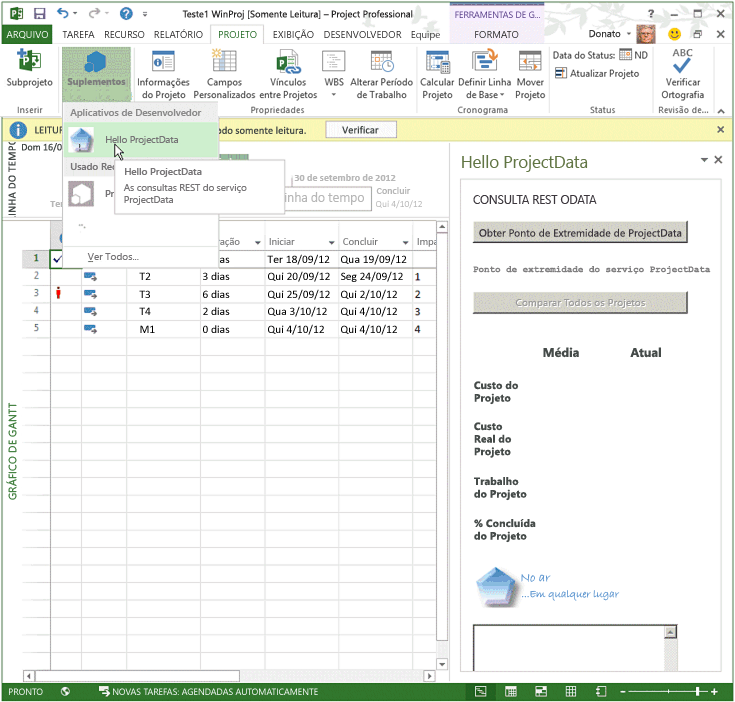 Teste1 WinProj [Somente Leitura] – Project Professional
FERRAMENTAS DE G...
ARQUIVO TAREFA RECURSO RELATÓRIO PROJETO EXIBIÇÃO DESENVOLVEDOR Equipe FORMATO Donato
Subprojeto
Suplementos
Informações do Projeto
Campos Personalizados
Vínculos entre Projetos
WBS
Alterar Período de Trabalho
Calcular Projeto
Definir Linha de Base
Mover Projeto
Data do Status: ND
Atualizar Projeto
ABC
Verificar Ortografia
Inserir
Propriedades
Cronograma
Status
Revisão de...
Aplicativos de Desenvolvedor
Hello ProjectData
Usado Rec
Pr
Ver Todos...
Hello ProjectData
As consultas REST do serviço
ProjectData
LEITUR
do somente leitura.
Verificar
Dom 16/0
30 de setembro de 2012
inha do tempo
Concluir
Qui 4/10/12
INHA DO TEMPO
ração Iniciar Concluir Impa
1 as Ter 18/09/12 Qua 19/09/12
2 T2 3 dias Qui 20/09/12 Seg 24/09/12 1
3 T3 6 dias Qui 25/09/12 Qui 2/10/12 2
4 T4 2 dias Qua 3/10/12 Qui 4/10/12 3
5 M1 0 dias Qui 4/10/12 Qui 4/10/12 4
GRÁFICO DE GANTT
Hello ProjectData
CONSULTA REST ODATA
Obter Ponto de Extremidade de ProjectData
Ponto de extremidade do serviço ProjectData
Comparar Todos os Projetos
Média Atual
Custo do
Projeto
Custo
Real do
Projeto
Trabalho
do Projeto
% Concluída
do Projeto
No ar
...Em qualquer lugar
PRONTO
NOVAS TAREFAS: AGENDADAS AUTOMATICAMENTE